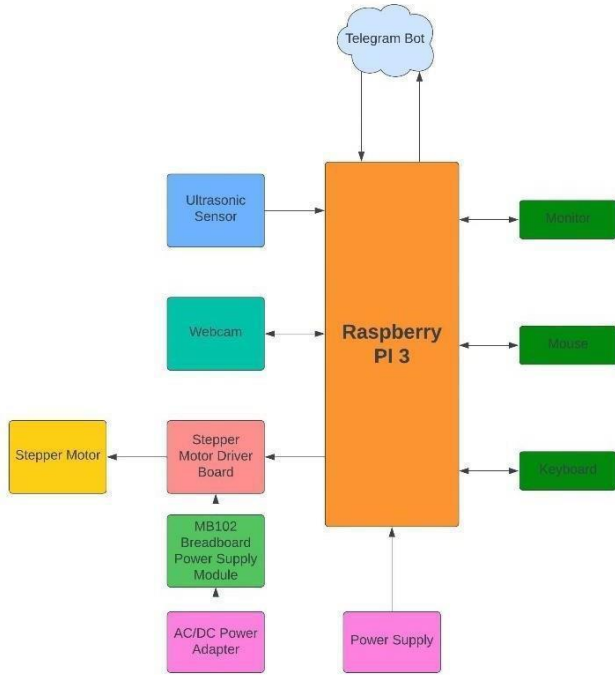 Telegram Bot
Ultrasonic
Sensor
Monitor
Webcam
Raspberry
PI 3
Mouse
Stepper Motor
Stepper
Motor Driver
Board
Keyboard
MB102
Breadboard
Power Supply
Module
AC/DC Power
Adapter
Power Supply